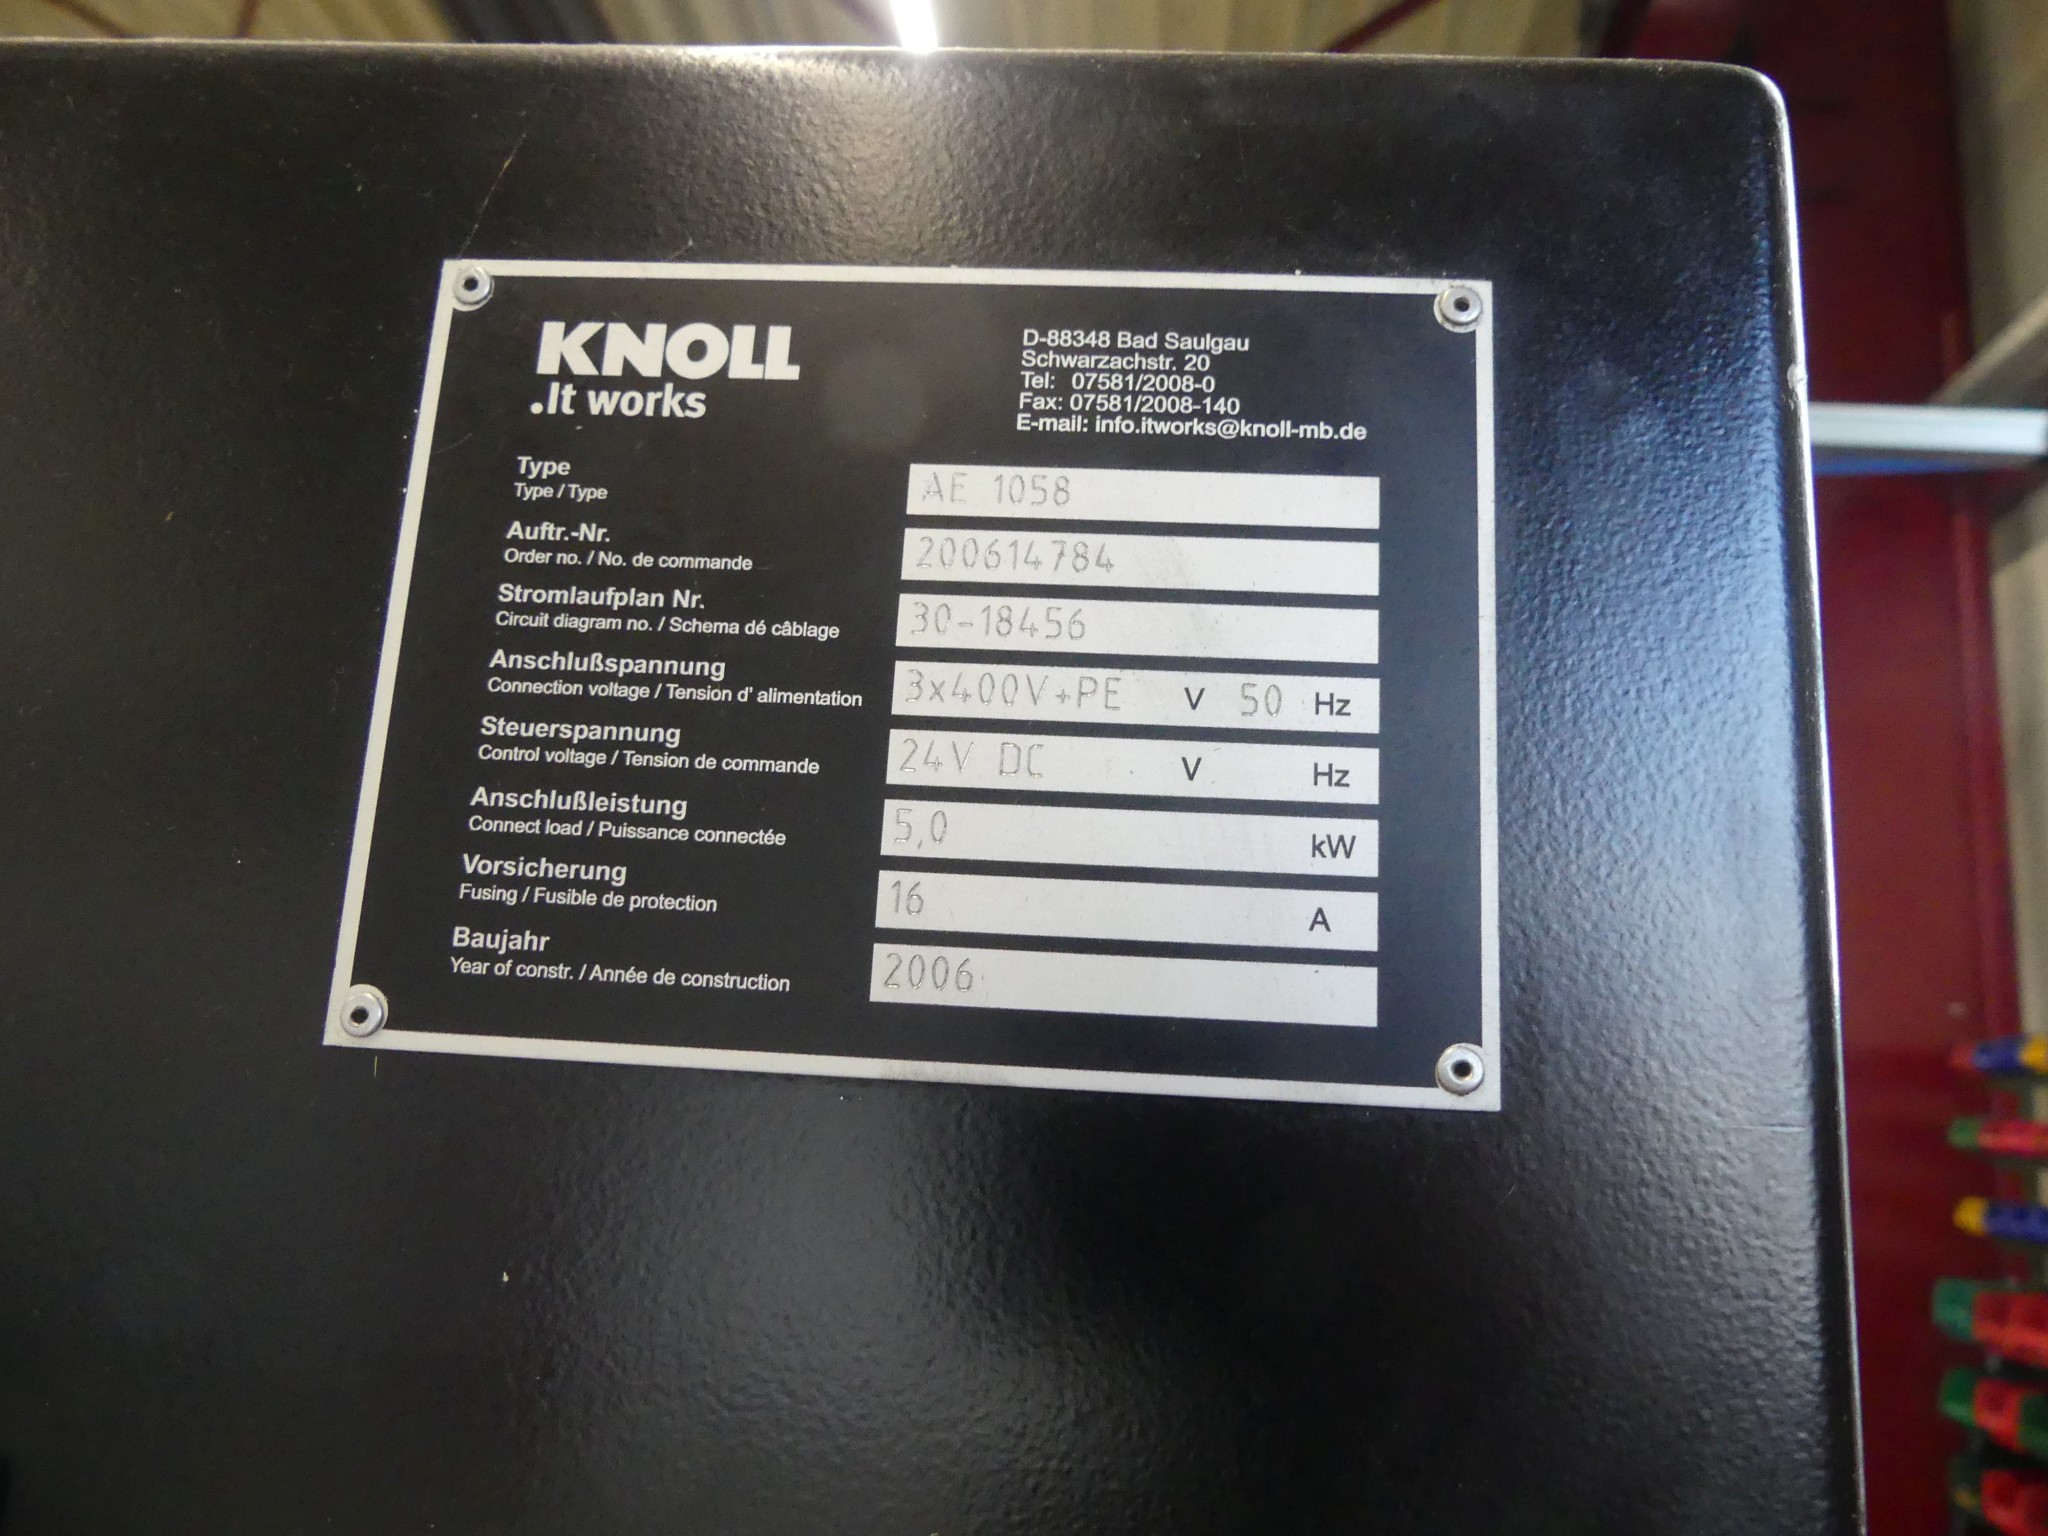 KNOLL
.It works
D-88348 Bad Saulgau
Schwarzachstr. 20
Tel: 07581/2008-0
Fax: 07581/2008-140
E-mail: info.itworks@knoll-mb.de
Type
Type / Type
AE 1058
Auftr.-Nr.
Order no. / No. de commande
200614784
Stromlaufplan Nr.
Circuit diagram no. / Schema dé câblage
30-18456
Anschlußspannung
Connection voltage / Tension d' alimentation
3x400V+PE V 50 Hz
Steuerspannung
Control voltage / Tension de commande
24V DC V Hz
Anschlußleistung
Connect load / Puissance connectée
5,0 kW
Vorsicherung
Fusing / Fusible de protection
16 A
Baujahr
Year of constr. / Année de construction
2006